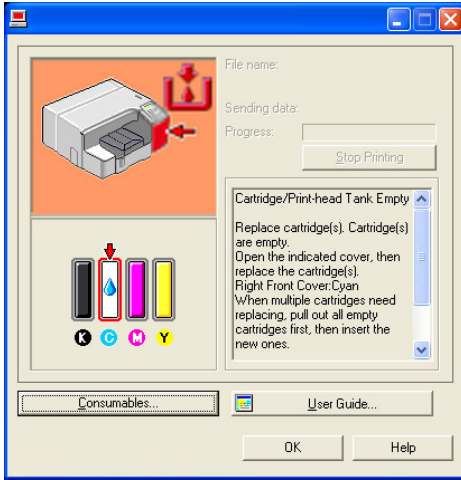 File name:
Sending data:
Progress:
Stop Printing
Cartridge/Print-head Tank Empty
Replace cartridge(s). Cartridge(s)
are empty.
Open the indicated cover, then
replace the cartridge(s).
Right Front Cover:Cyan
When multiple cartridges need
replacing, pull out all empty
cartridges first, then insert the
new ones.
K C M Y
Consumables...
User Guide...
OK
Help